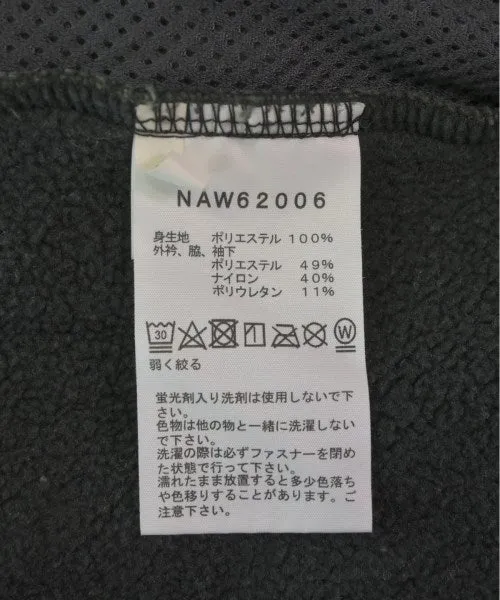 NAW62006
身生地 ポリエステル 100%
外衿、脇、袖下
ポリエステル 49%
ナイロン 40%
ポリウレタン 11%
30 W
弱く絞る
蛍光剤入り洗剤は使用しないで下
さい。
色物は他の物と一緒に洗濯しない
で下さい。
洗濯の際は必ずファスナーを閉め
た状態で行って下さい。
濡れたまま放置すると多少色落ち
や色移りすることがあります。ご
注意下さい。